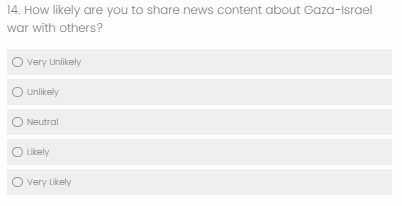 14. How likely are you to share news content about Gaza-Israel
war with others?
Very Unlikely
Unlikely
Neutral
Likely
Very Likely